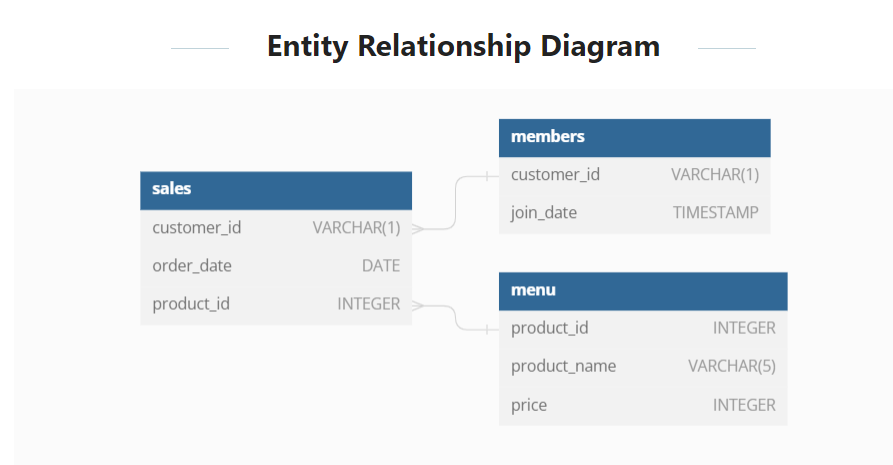 Entity Relationship Diagram
members
customer_id VARCHAR(1)
join_date TIMESTAMP
sales
customer_id VARCHAR(1)
order_date DATE
product_id INTEGER
menu
product_id INTEGER
product_name VARCHAR(5)
price INTEGER